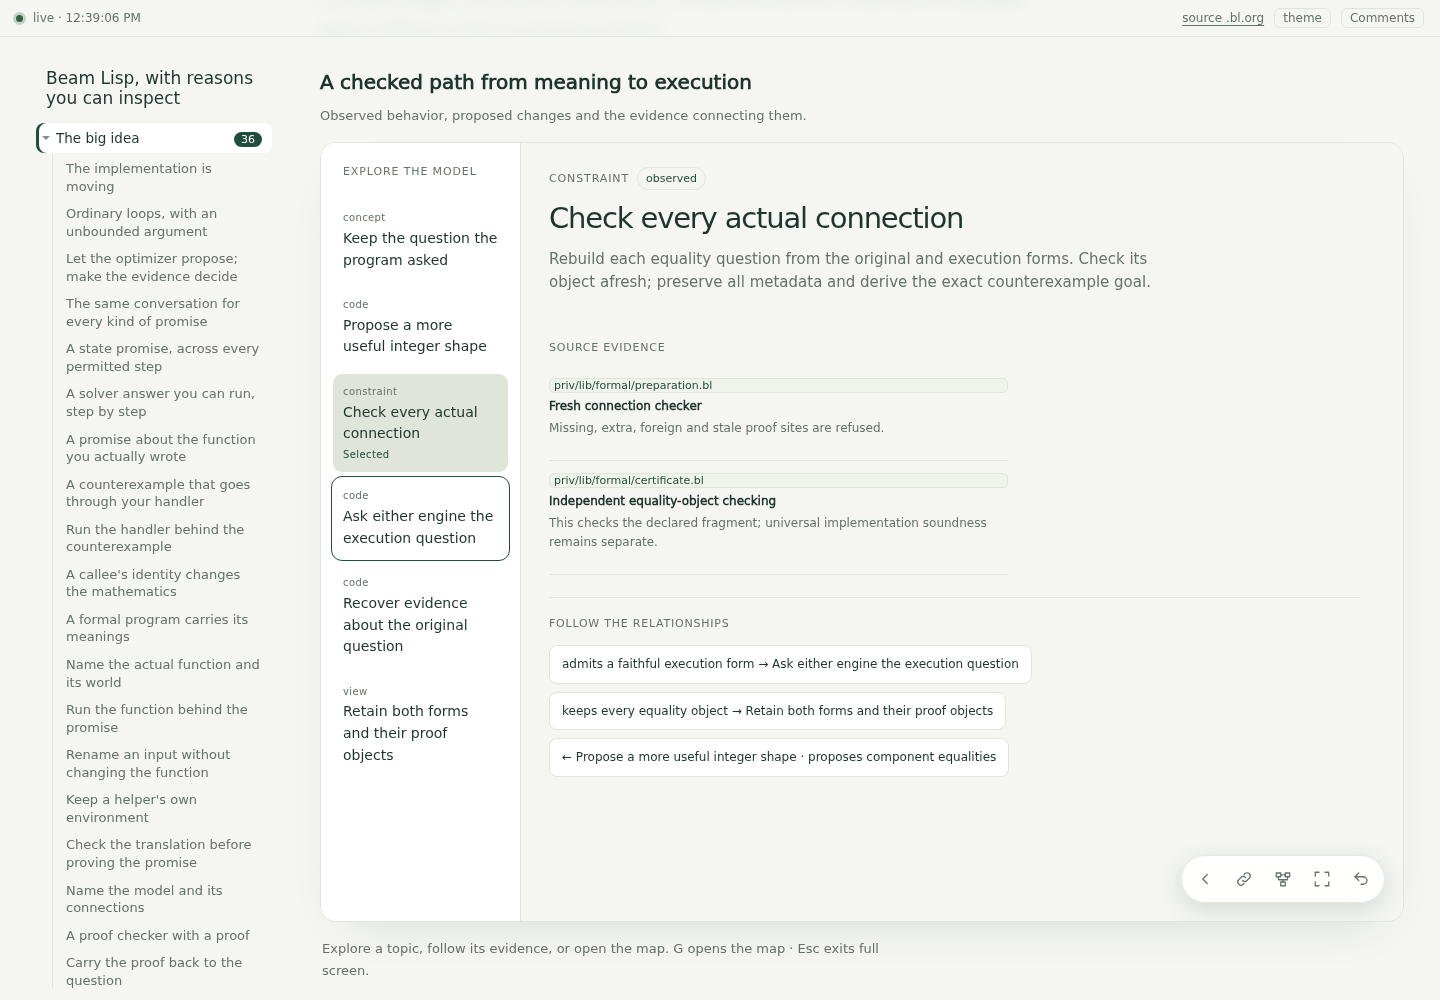 live · 12:39:06 PM
source .bl.org
theme
Comments
Beam Lisp, with reasons
you can inspect
The big idea
36
The implementation is
moving
Ordinary loops, with an
unbounded argument
Let the optimizer propose;
make the evidence decide
The same conversation for
every kind of promise
A state promise, across every
permitted step
A solver answer you can run,
step by step
A promise about the function
you actually wrote
A counterexample that goes
through your handler
Run the handler behind the
counterexample
A callee's identity changes
the mathematics
A formal program carries its
meanings
Name the actual function and
its world
Run the function behind the
promise
Rename an input without
changing the function
Keep a helper's own
environment
Check the translation before
proving the promise
Name the model and its
connections
A proof checker with a proof
Carry the proof back to the
question
A checked path from meaning to execution
Observed behavior, proposed changes and the evidence connecting them.
EXPLORE THE MODEL
concept
Keep the question the
program asked
code
Propose a more
useful integer shape
constraint
Check every actual
connection
Selected
code
Ask either engine the
execution question
code
Recover evidence
about the original
question
view
Retain both forms
and their proof
objects
CONSTRAINT
observed
Check every actual connection
Rebuild each equality question from the original and execution forms. Check its
object afresh; preserve all metadata and derive the exact counterexample goal.
SOURCE EVIDENCE
priv/lib/formal/preparation.bl
Fresh connection checker
Missing, extra, foreign and stale proof sites are refused.
priv/lib/formal/certificate.bl
Independent equality-object checking
This checks the declared fragment; universal implementation soundness
remains separate.
FOLLOW THE RELATIONSHIPS
admits a faithful execution form → Ask either engine the execution question
keeps every equality object → Retain both forms and their proof objects
← Propose a more useful integer shape · proposes component equalities
Explore a topic, follow its evidence, or open the map. G opens the map · Esc exits full
screen.